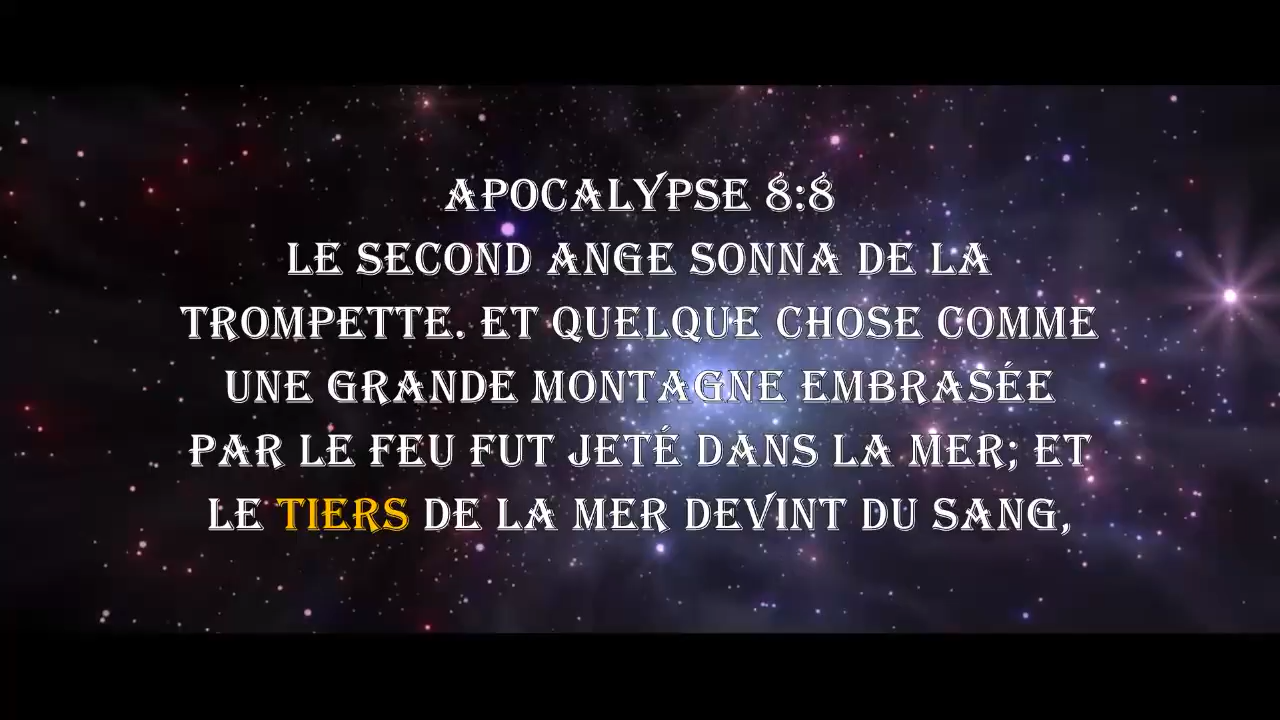 APOCALYPSE 8:8
LE SECOND ANGE SONNA DE LA
TROMPETTE. ET QUELQUE CHOSE COMME
UNE GRANDE MONTAGNE EMBRASÉE
PAR LE FEU FUT JETÉ DANS LA MER; ET
LE TIERS DE LA MER DEVINT DU SANG,